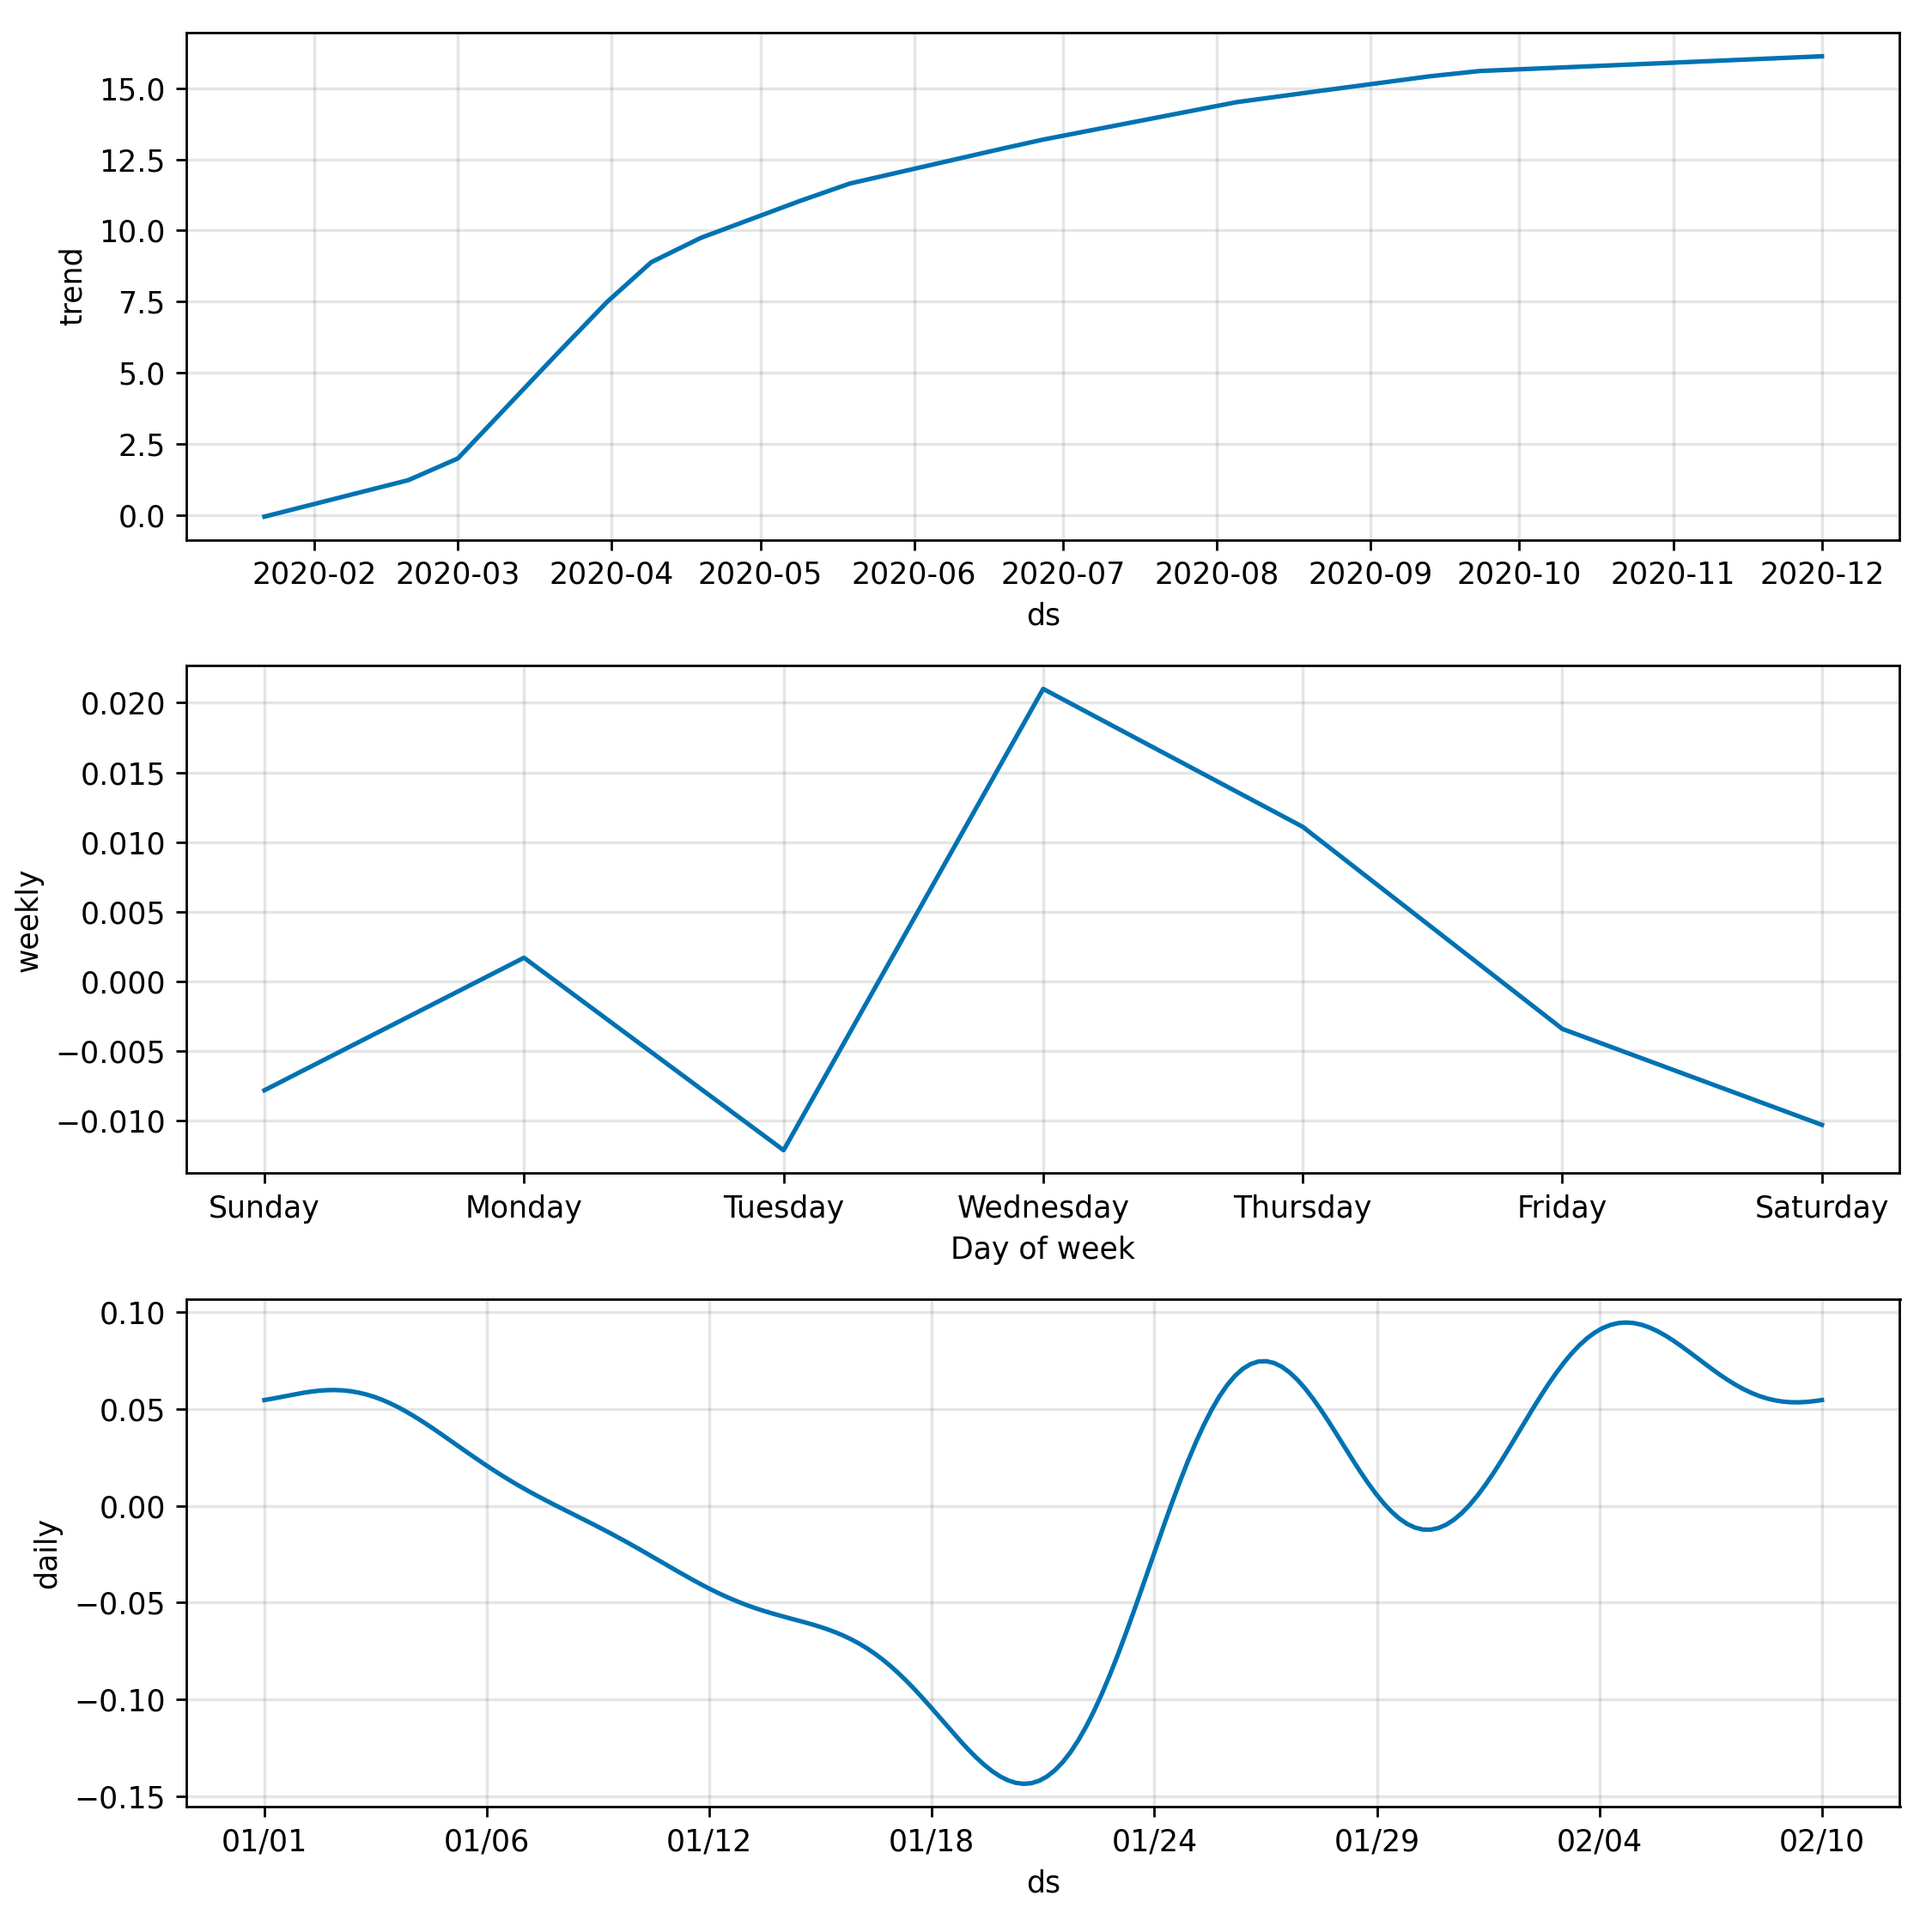 15.0
12.5
10.0
7.5
5.0
2.5
0.0
trend
2020-02 2020-03 2020-04 2020-05 2020-06 2020-07 2020-08 2020-09 2020-10 2020-11 2020-12
ds
0.020
0.015
0.010
0.005
0.000
−0.005
−0.010
weekly
Sunday Monday Tuesday Wednesday Thursday Friday Saturday
Day of week
0.10
0.05
0.00
−0.05
−0.10
−0.15
daily
01/01 01/06 01/12 01/18 01/24 01/29 02/04 02/10
ds